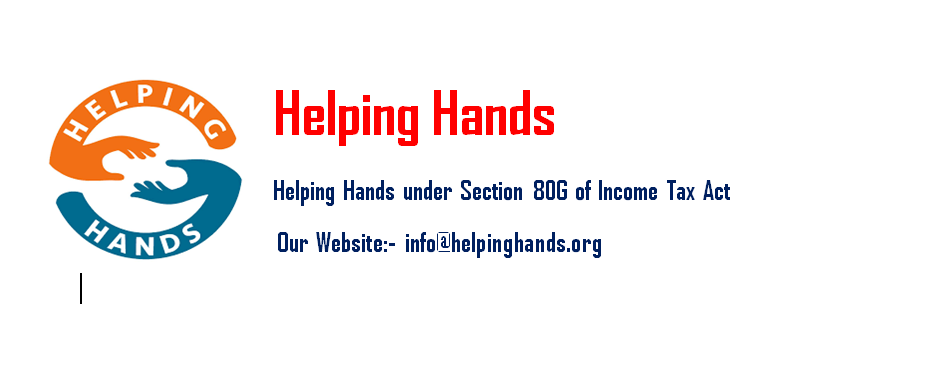 HELPING
HANDS
Helping Hands
Helping Hands under Section 80G of Income Tax Act
Our Website:- info@helpinghands.org